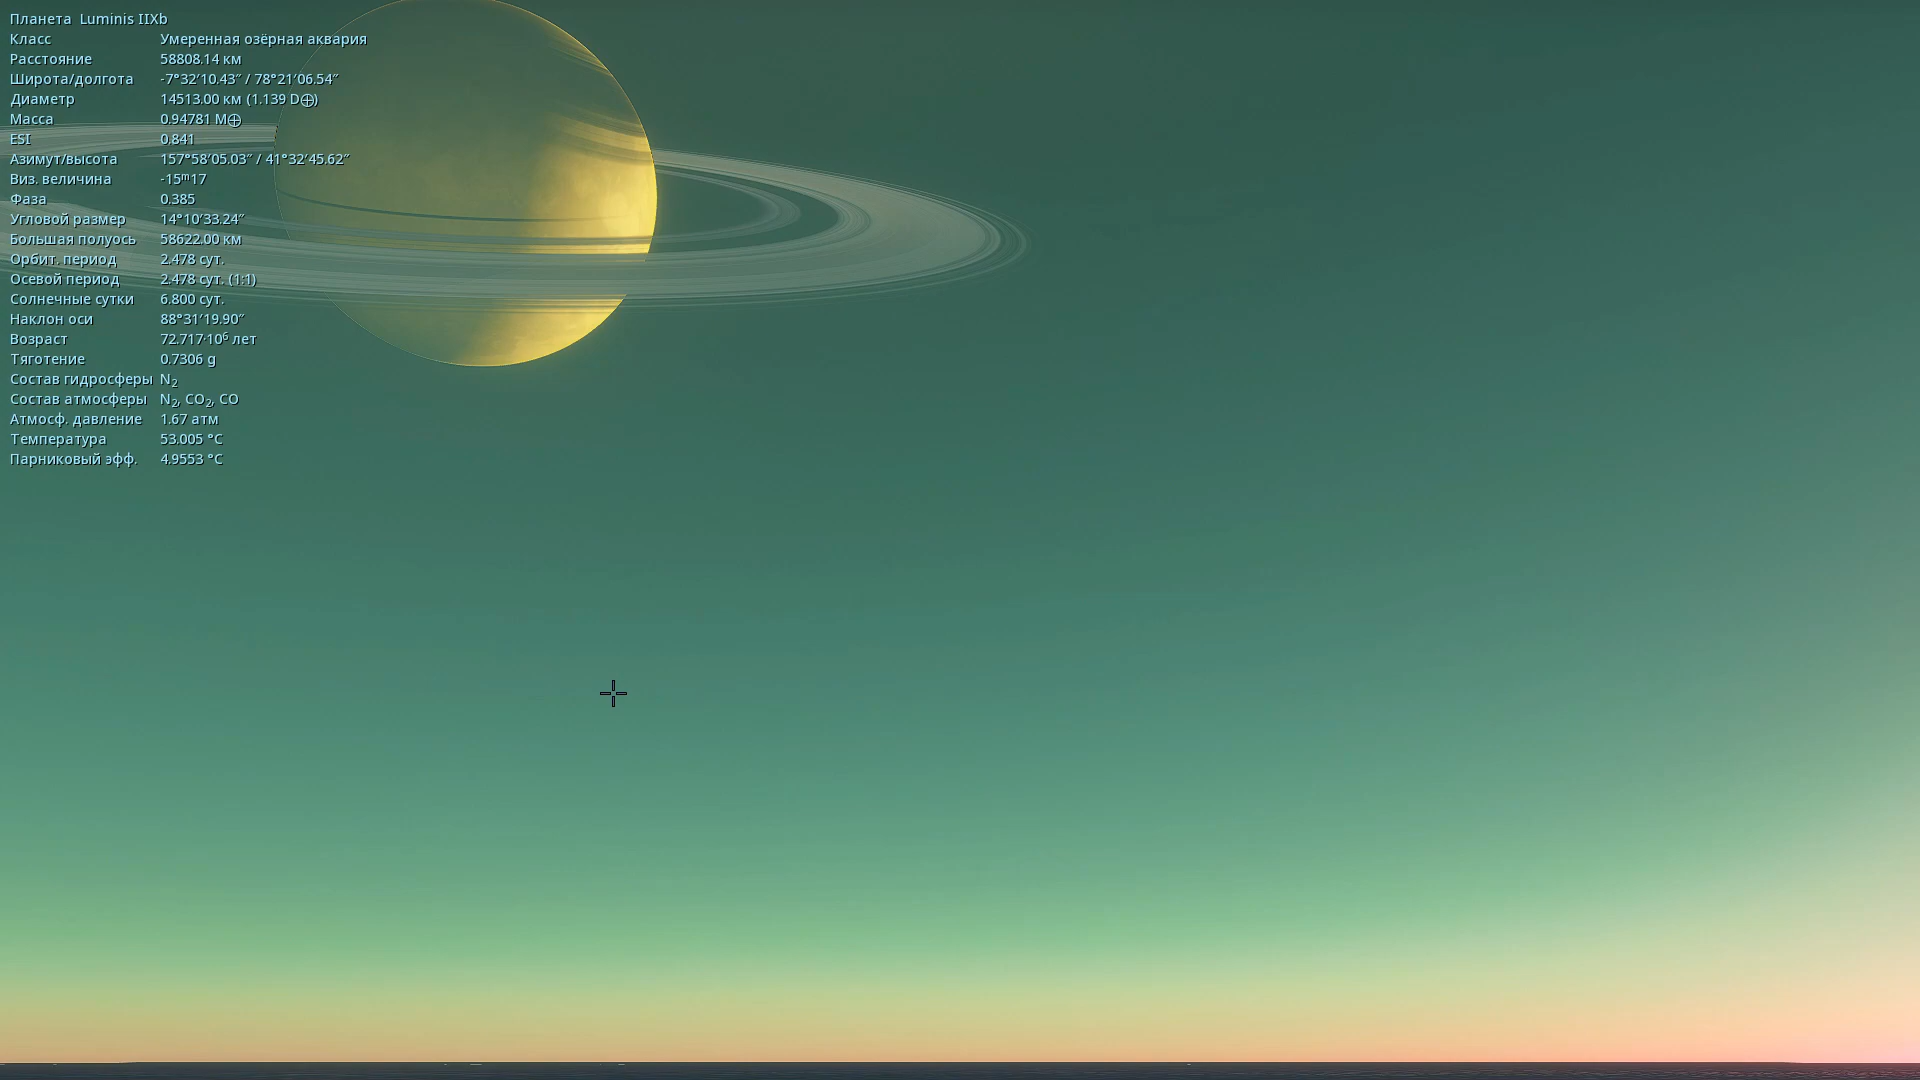 Планета Luminis IIXb
Класс Умеренная озёрная аквария
Расстояние 58808.14 км
Широта/долгота -7°32′10.43″ / 78°21′06.54″
Диаметр 14513.00 км (1.139 D⊕)
Масса 0.94781 M⊕
ESI 0.841
Азимут/высота 157°58′05.03″ / 41°32′45.62″
Виз. величина -15ᵐ17
Фаза 0.385
Угловой размер 14°10′33.24″
Большая полуось 58622.00 км
Орбит. период 2.478 сут.
Осевой период 2.478 сут. (1:1)
Солнечные сутки 6.800 сут.
Наклон оси 88°31′19.90″
Возраст 72.717·10⁶ лет
Тяготение 0.7306 g
Состав гидросферы N₂
Состав атмосферы N₂, CO₂, CO
Атмосф. давление 1.67 атм
Температура 53.005 °C
Парниковый эфф. 4.9553 °C